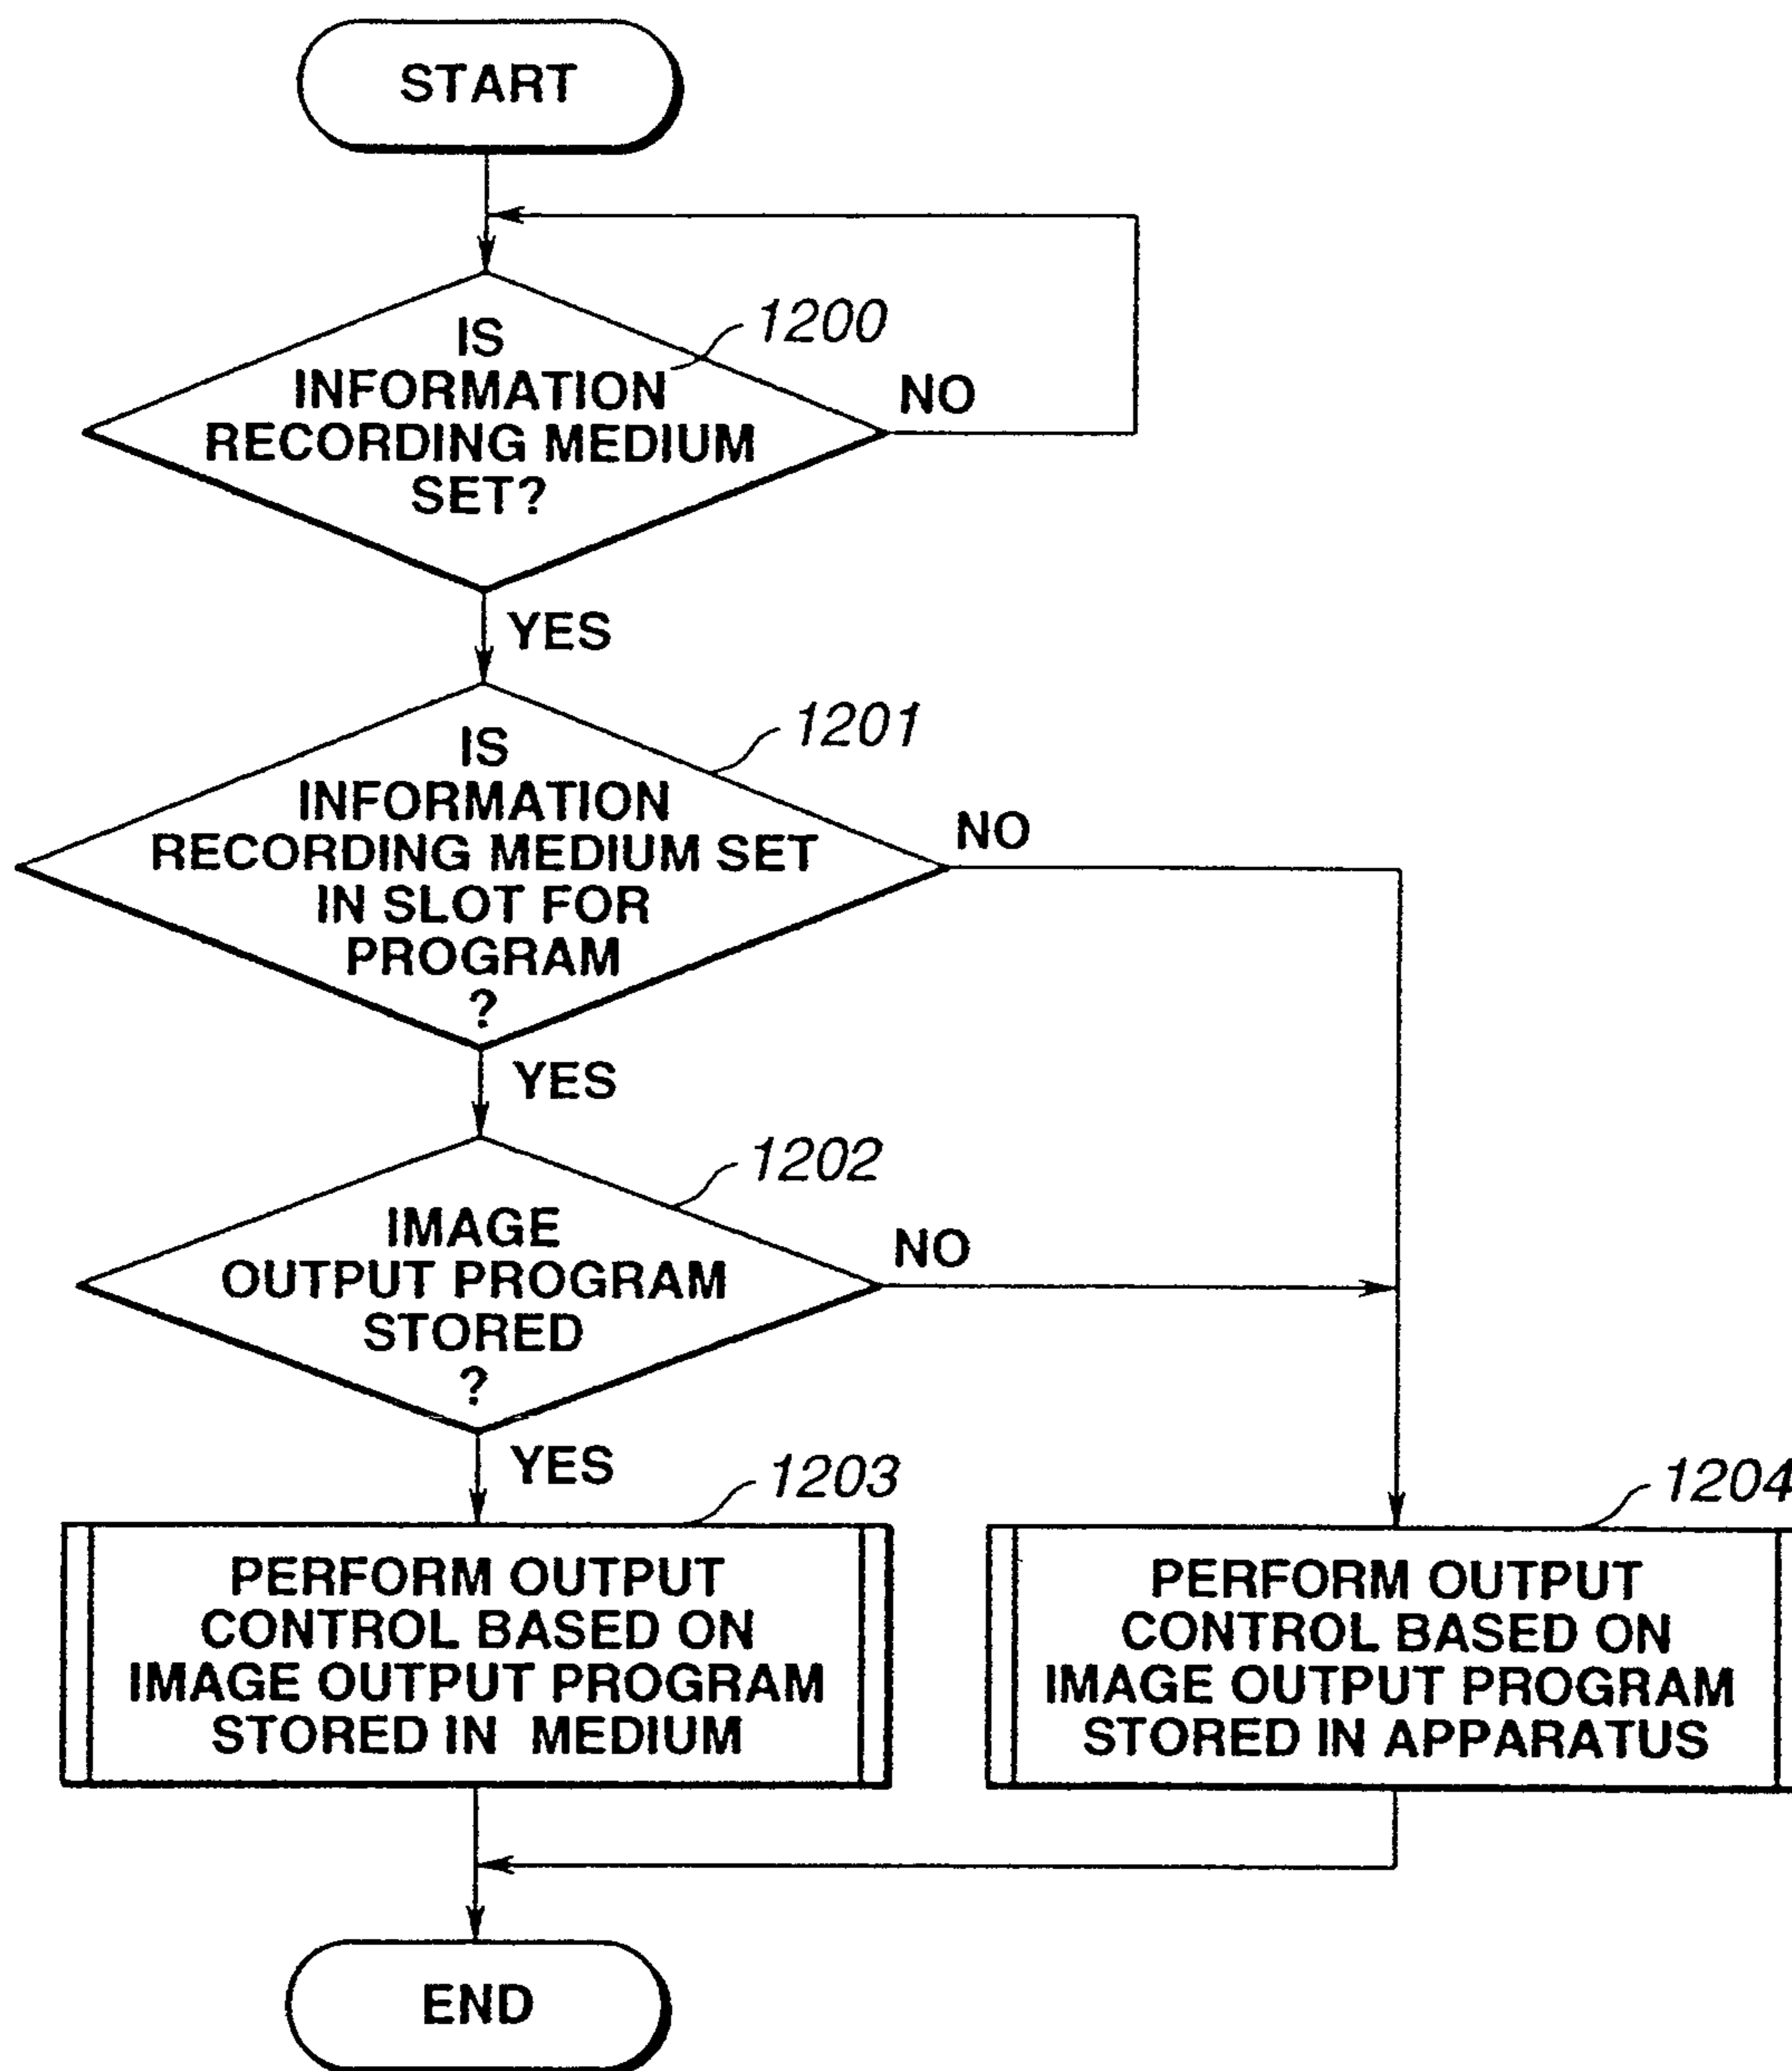 START
1200
IS
INFORMATION
RECORDING MEDIUM
SET?
NO
YES
1201
IS
INFORMATION
RECORDING MEDIUM SET
IN SLOT FOR
PROGRAM
?
NO
YES
1202
IMAGE
OUTPUT PROGRAM
STORED
?
NO
YES
1203
PERFORM OUTPUT
CONTROL BASED ON
IMAGE OUTPUT PROGRAM
STORED IN MEDIUM
1204
PERFORM OUTPUT
CONTROL BASED ON
IMAGE OUTPUT PROGRAM
STORED IN APPARATUS
END